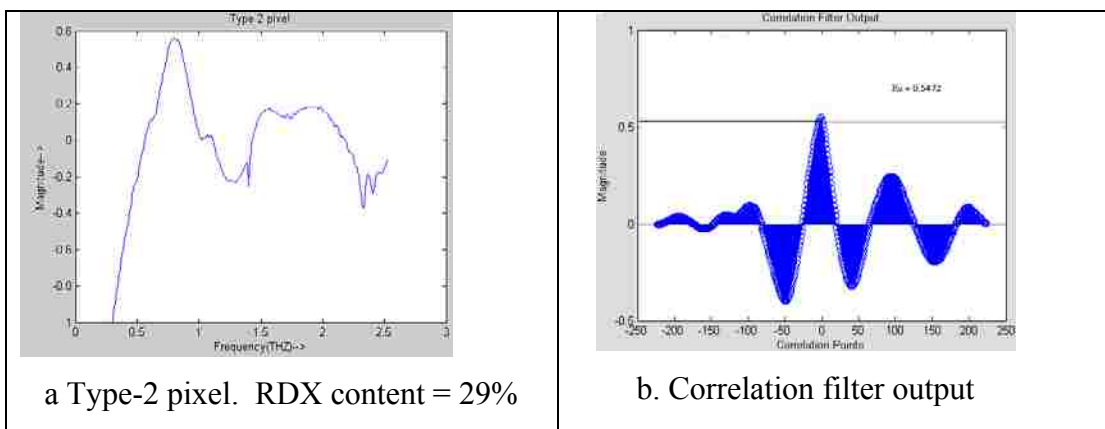 Type 2 pixel
0.6
0.4
0.2
0
-0.2
-0.4
-0.6
-0.8
1
0 0.5 1 1.5 2 2.5 3
Magnitude-->
Frequency(THZ)-->
a Type-2 pixel. RDX content = 29%
Correlation Filter Output
1
0.5
0
-0.5
= 0.5472
Magnitude
-250 -200 -150 -100 -50 0 50 100 150 200 250
Correlation Points
b. Correlation filter output